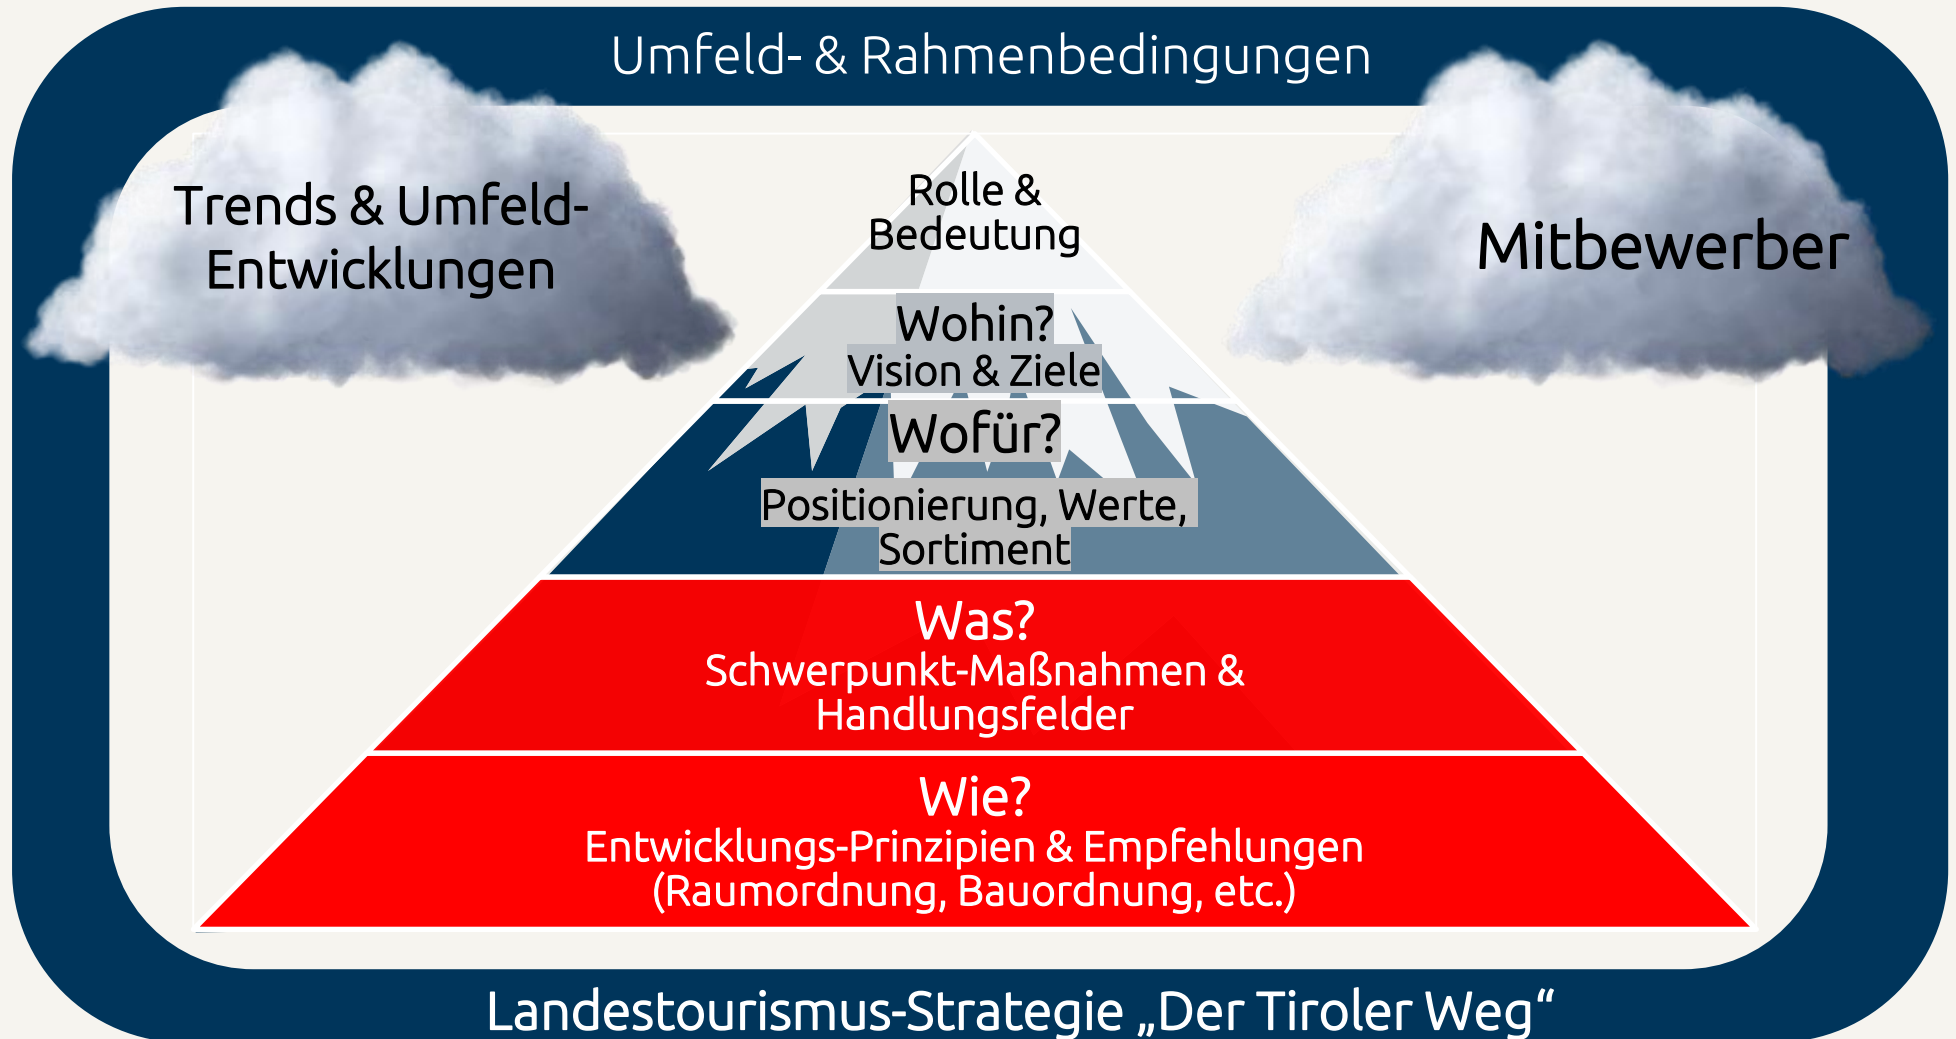 Umfeld- & Rahmenbedingungen
Trends & Umfeld-
Entwicklungen
Mitbewerber
Rolle &
Bedeutung
Wohin?
Vision & Ziele
Wofür?
Positionierung, Werte,
Sortiment
Was?
Schwerpunkt-Maßnahmen &
Handlungsfelder
Wie?
Entwicklungs-Prinzipien & Empfehlungen
(Raumordnung, Bauordnung, etc.)
Landestourismus-Strategie „Der Tiroler Weg“